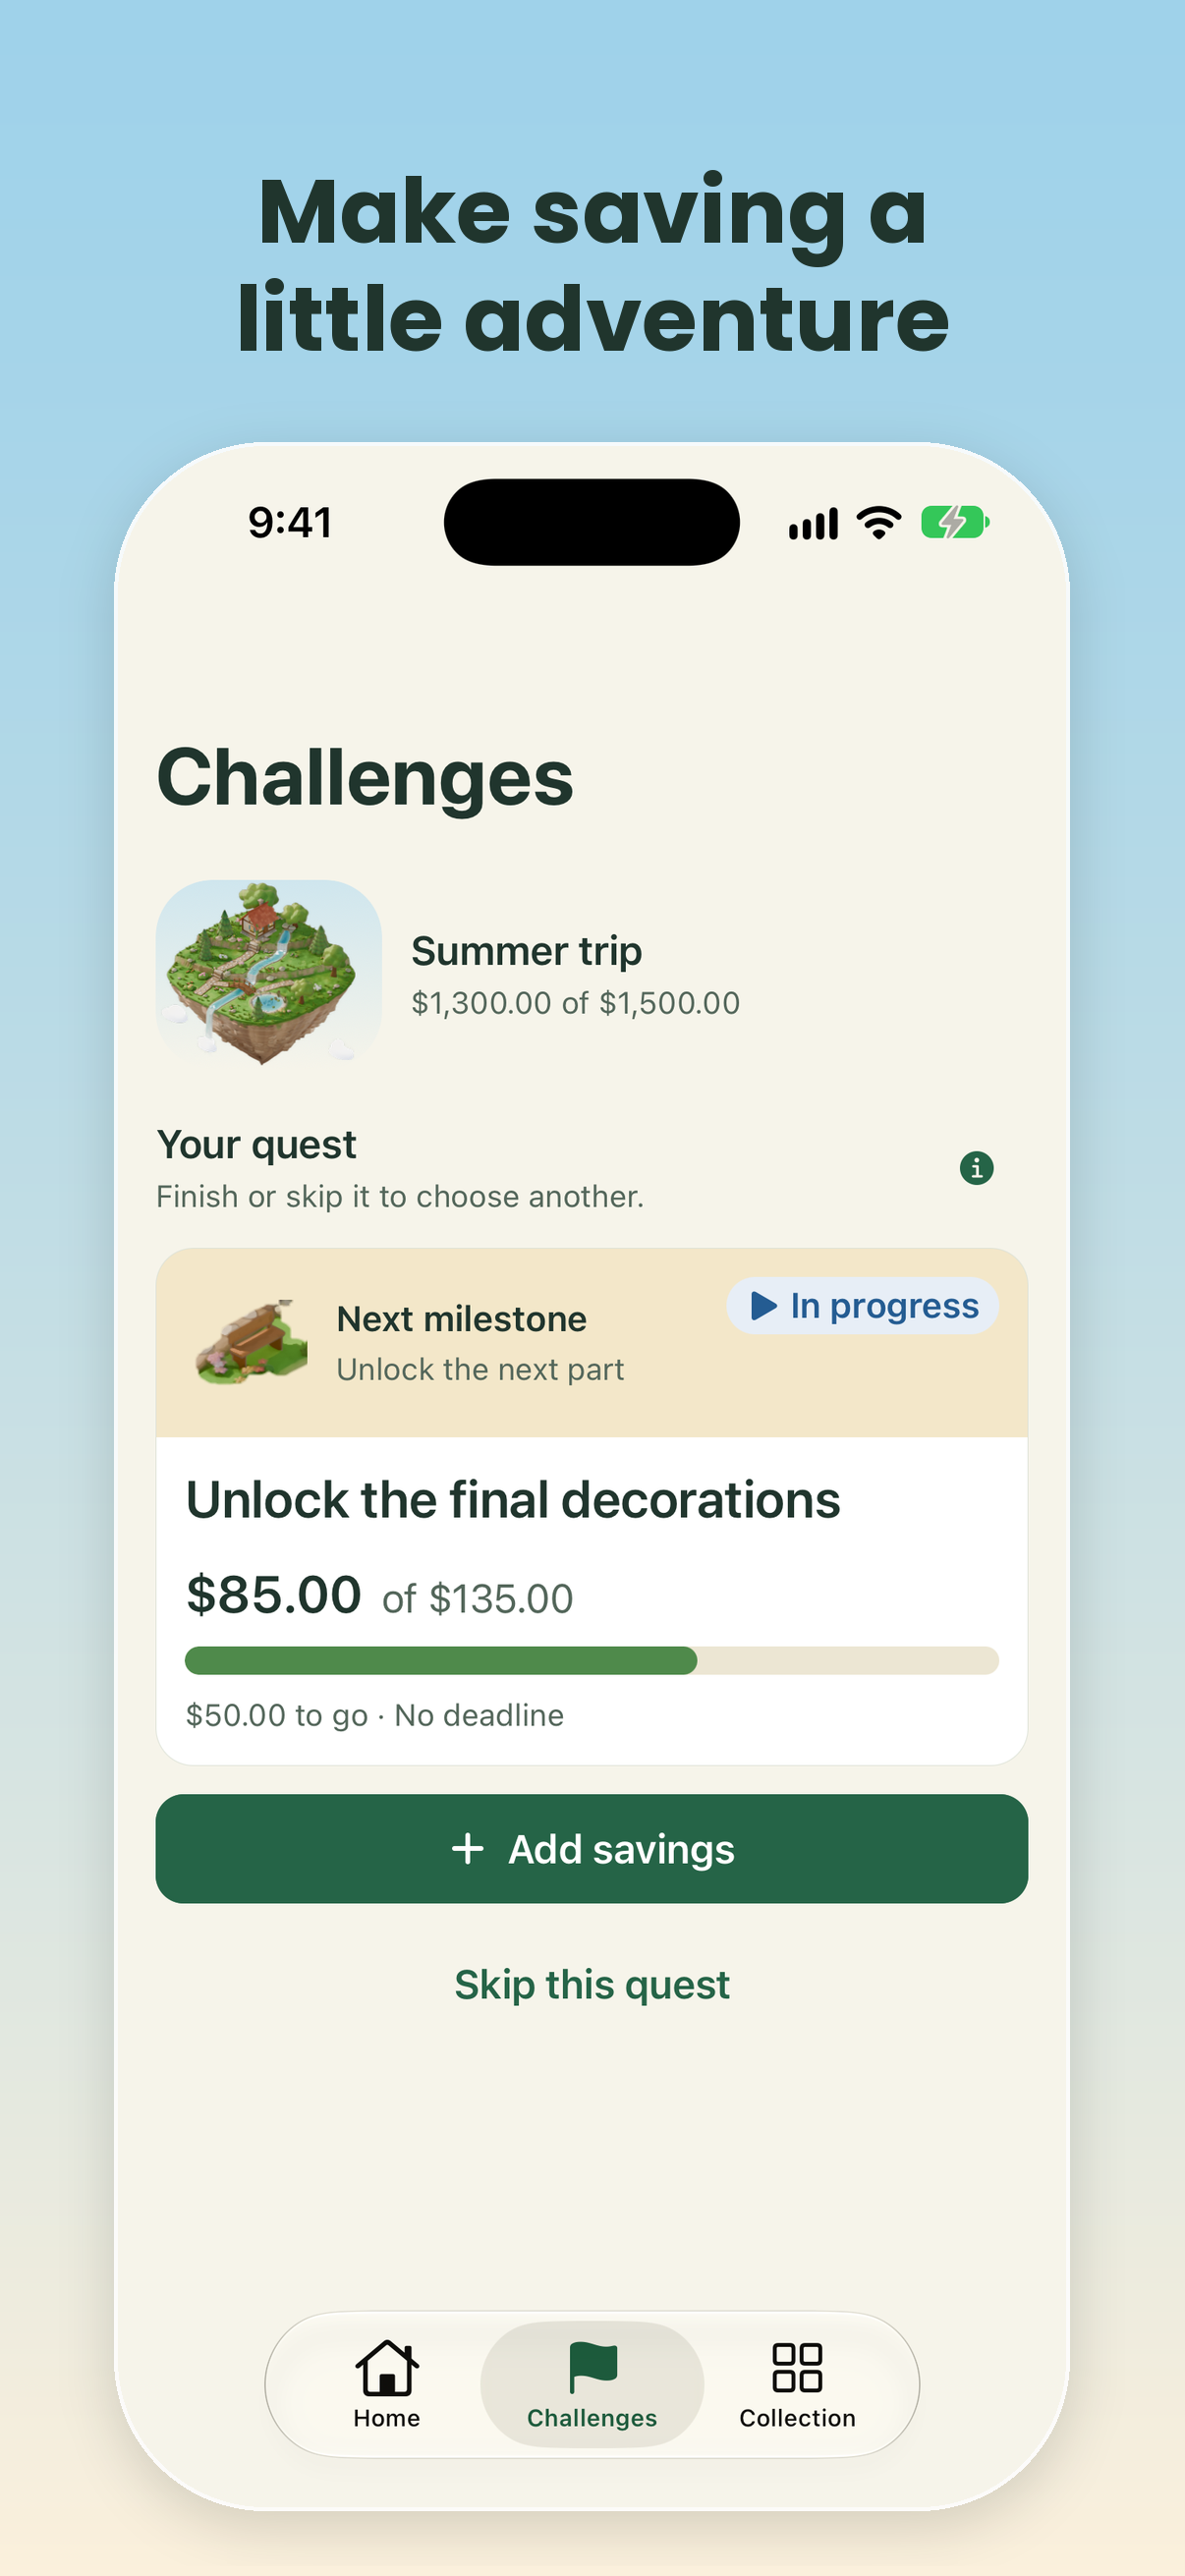 Make saving a
little adventure
9:41
Challenges
Summer trip
$1,300.00 of $1,500.00
Your quest
Finish or skip it to choose another.
Next milestone
In progress
Unlock the next part
Unlock the final decorations
$85.00 of $135.00
$50.00 to go · No deadline
+ Add savings
Skip this quest
Home
Challenges
Collection